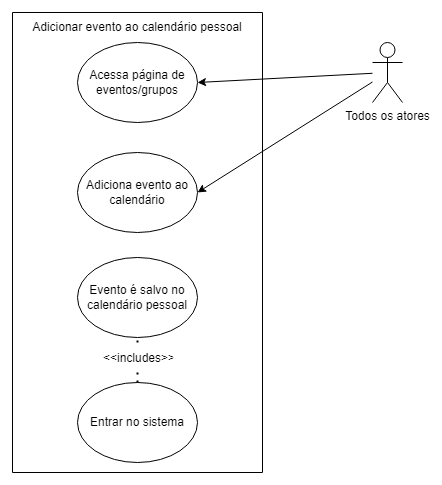 Adicionar evento ao calendário pessoal
Acessa página de
eventos/grupos
Todos os atores
Adiciona evento ao
calendário
Evento é salvo no
calendário pessoal
<<includes>>
Entrar no sistema